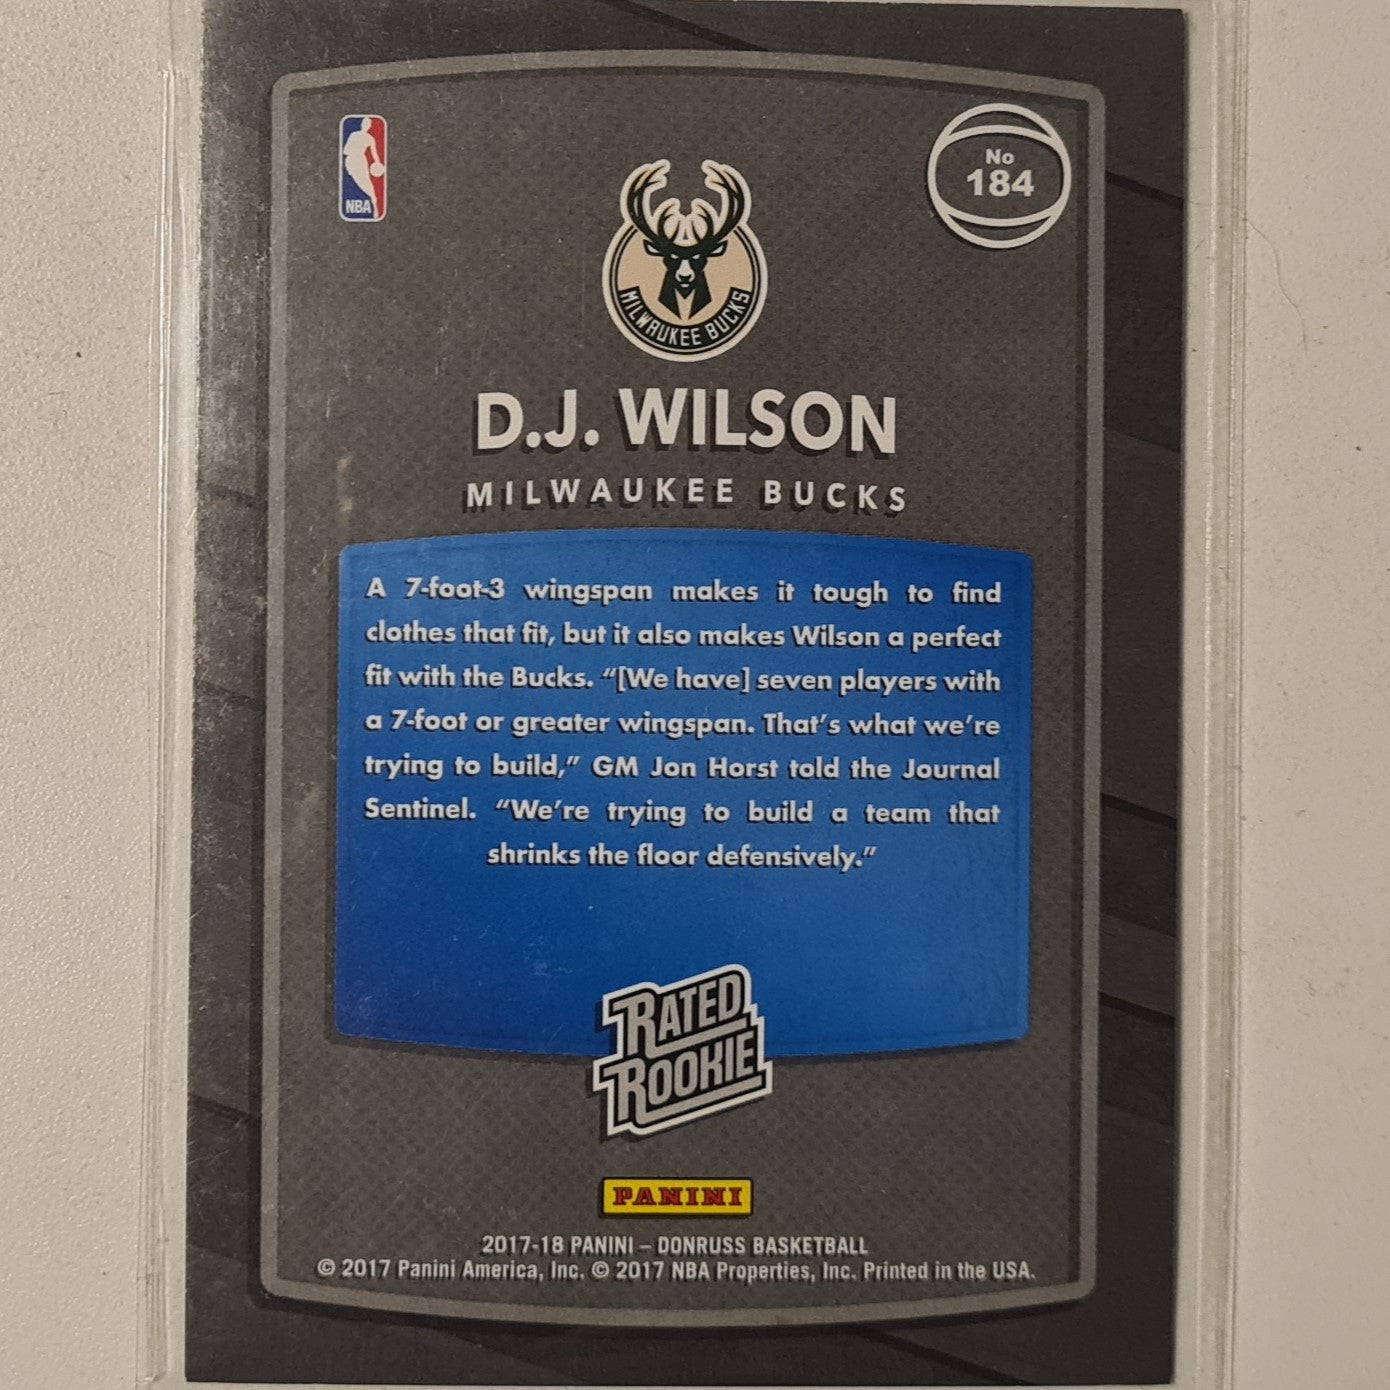 NBA
No
184
MILWAUKEE BUCKS
D.J. WILSON
MILWAUKEE BUCKS
A 7-foot-3 wingspan makes it tough to find
clothes that fit, but it also makes Wilson a perfect
fit with the Bucks. “[We have] seven players with
a 7-foot or greater wingspan. That’s what we’re
trying to build,” GM Jon Horst told the Journal
Sentinel. “We’re trying to build a team that
shrinks the floor defensively.”
RATED
ROOKIE
PANINI
2017-18 PANINI – DONRUSS BASKETBALL
© 2017 Panini America, Inc. © 2017 NBA Properties, Inc. Printed in the USA.